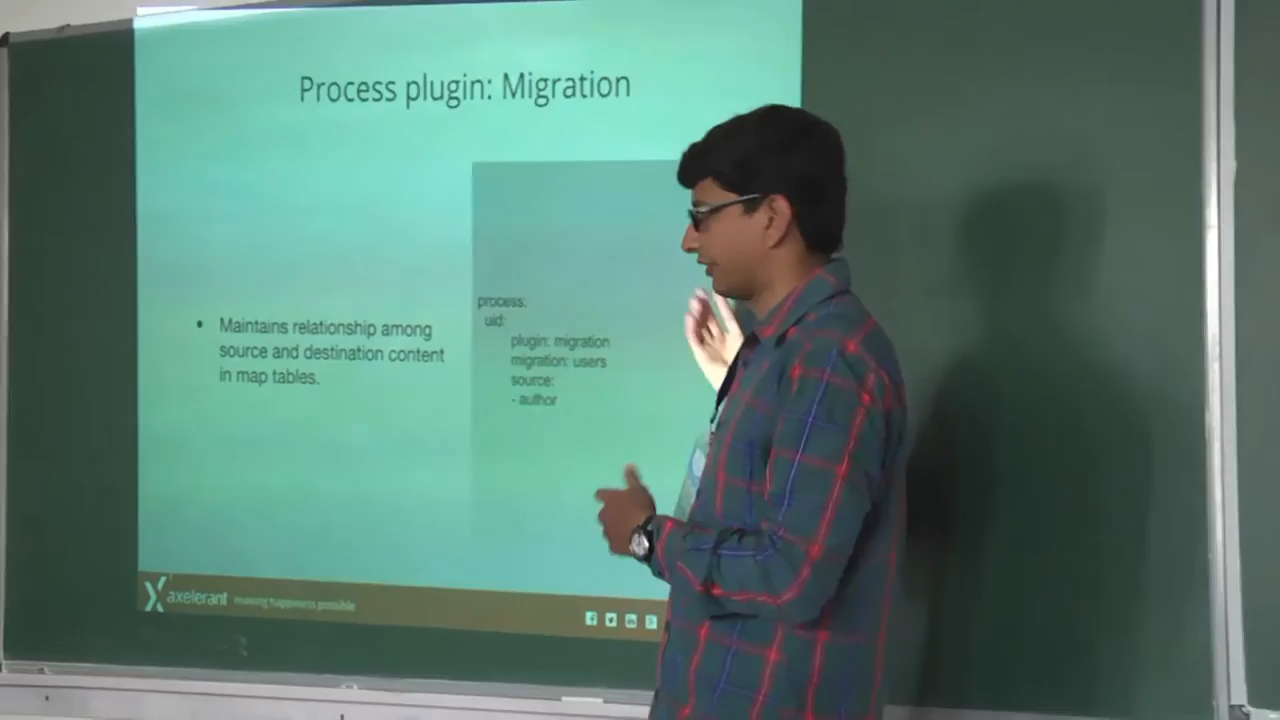 Process plugin: Migration
process:
uid:
plugin: migration
migration: users
source:
- author
• Maintains relationship among
source and destination content
in map tables.
axelerant making happiness possible